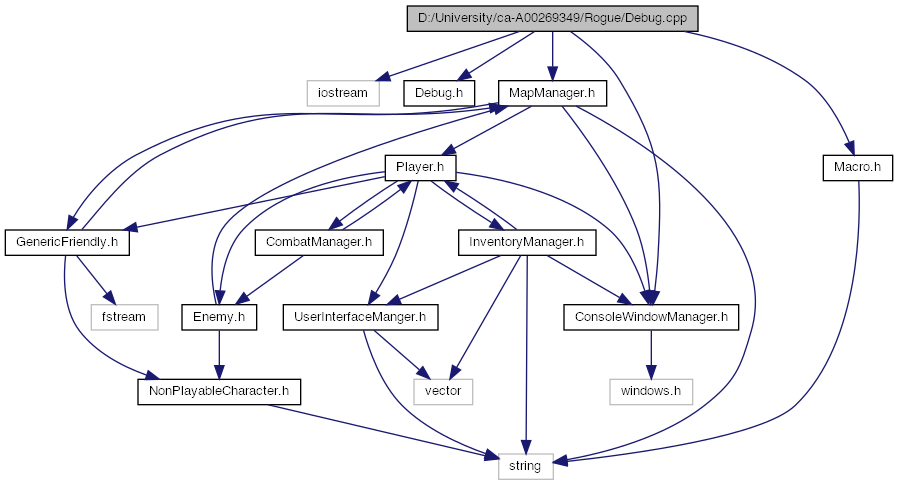 D:/University/ca-A00269349/Rogue/Debug.cpp
iostream
Debug.h
MapManager.h
Player.h
Macro.h
GenericFriendly.h
CombatManager.h
InventoryManager.h
fstream
Enemy.h
UserInterfaceManger.h
ConsoleWindowManager.h
NonPlayableCharacter.h
vector
windows.h
string